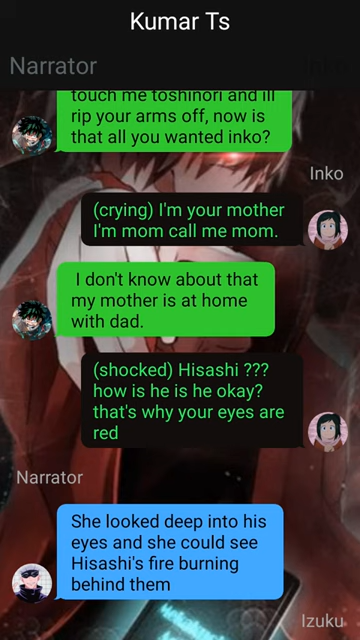 Kumar Ts
Narrator
Inko
touch me toshinori and ill
rip your arms off, now is
that all you wanted inko?
Inko
(crying) I'm your mother
I'm mom call me mom.
I don't know about that
my mother is at home
with dad.
(shocked) Hisashi ???
how is he is he okay?
that's why your eyes are
red
Narrator
She looked deep into his
eyes and she could see
Hisashi's fire burning
behind them
Izuku